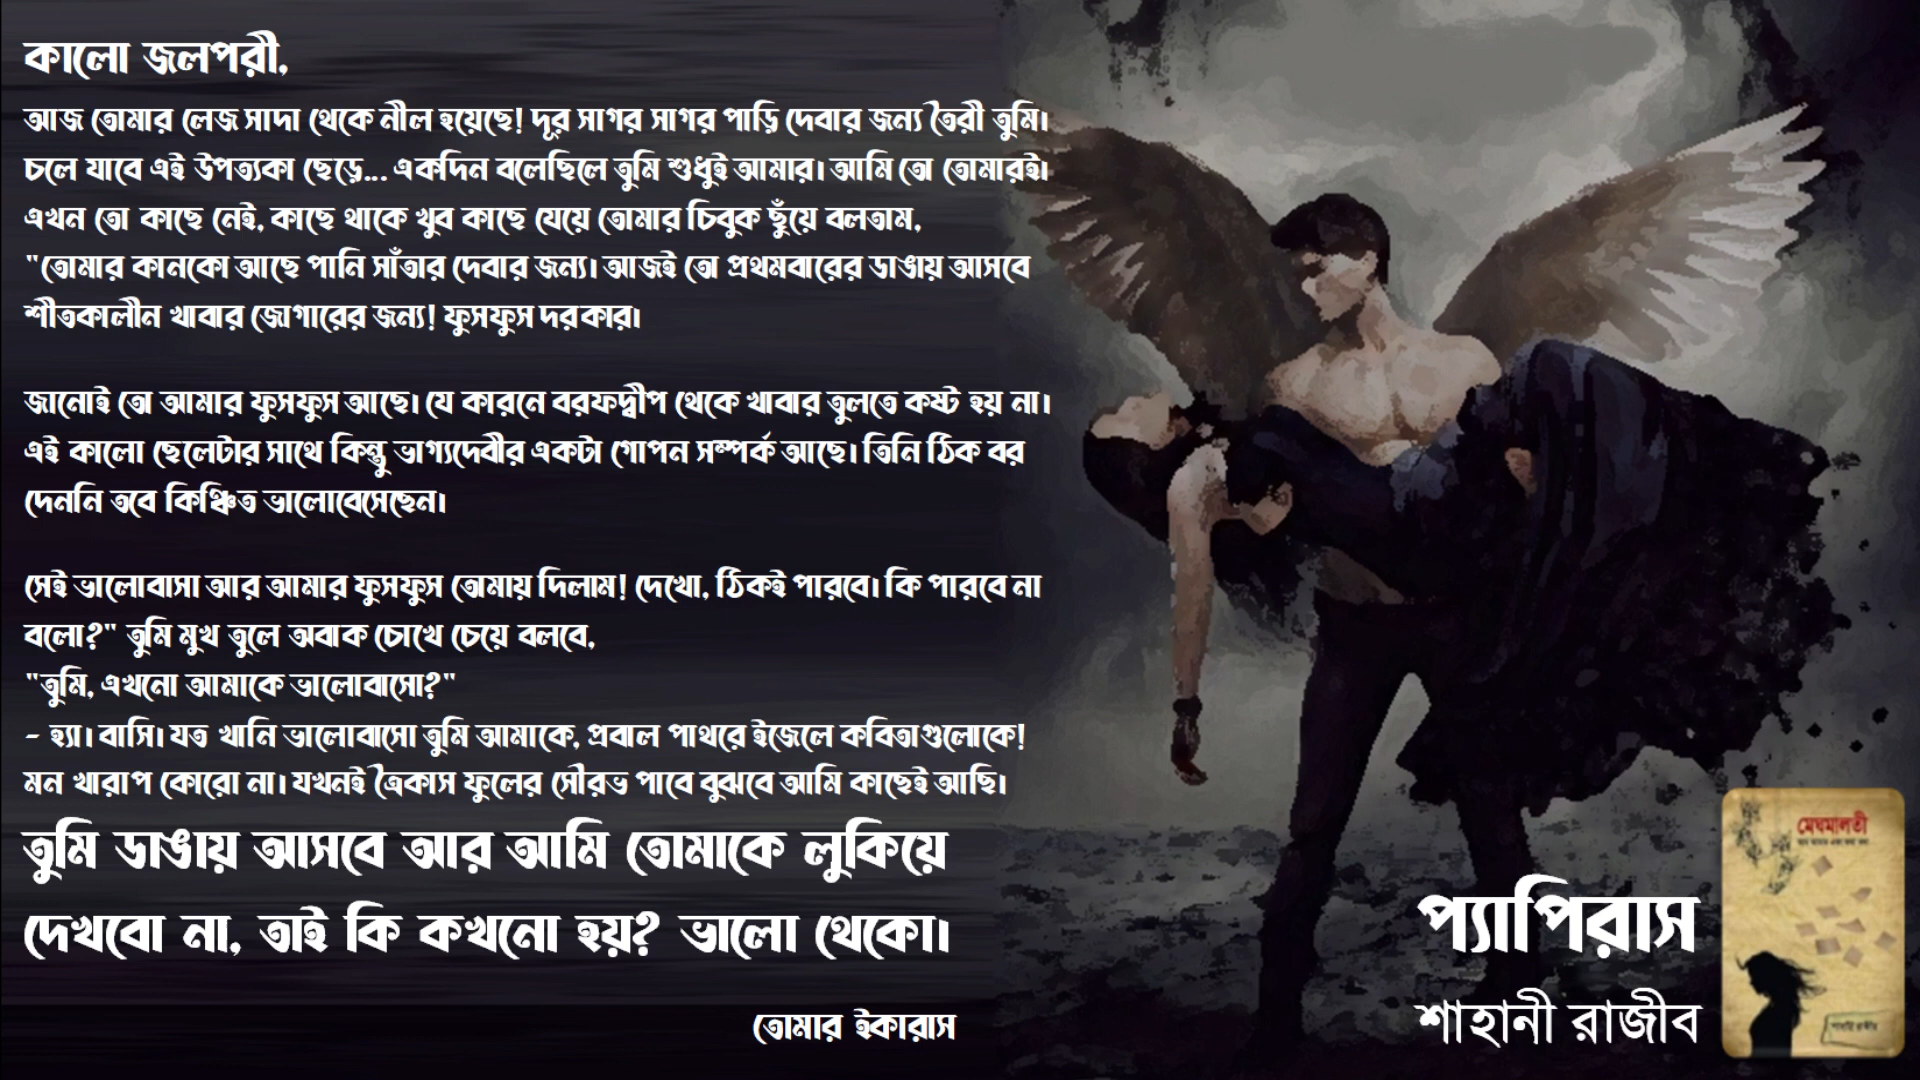 কালো জলপরী,
আজ তোমার লেজ সাদা থেকে নীল হয়েছে! দূর সাগর সাগর পাড়ি দেবার জন্য তৈরী তুমি।
চলে যাবে এই উপত্যকা ছেড়ে... একদিন বলেছিলে তুমি শুধুই আমার। আমি তো তোমারই।
এখন তো কাছে নেই, কাছে থাকে খুব কাছে যেয়ে তোমার চিবুক ছুঁয়ে বলতাম,
"তোমার কানকো আছে পানি সাঁতার দেবার জন্য। আজই তো প্রথমবারের ডাঙায় আসবে
শীতকালীন খাবার জোগারের জন্য! ফুসফুস দরকার।
জানোই তো আমার ফুসফুস আছে। যে কারনে বরফদ্বীপ থেকে খাবার তুলতে কষ্ট হয় না।
এই কালো ছেলেটার সাথে কিন্তু ভাগ্যদেবীর একটা গোপন সম্পর্ক আছে। তিনি ঠিক বর
দেননি তবে কিঞ্চিত ভালোবেসেছেন।
সেই ভালোবাসা আর আমার ফুসফুস তোমায় দিলাম! দেখো, ঠিকই পারবে। কি পারবে না
বলো?" তুমি মুখ তুলে অবাক চোখে চেয়ে বলবে,
"তুমি, এখনো আমাকে ভালোবাসো?"
- হ্যা। বাসি। যত খানি ভালোবাসো তুমি আমাকে, প্রবাল পাথরে ইজেলে কবিতাগুলোকে!
মন খারাপ কোরো না। যখনই ত্রৈকাস ফুলের সৌরভ পাবে বুঝবে আমি কাছেই আছি।
তুমি ডাঙায় আসবে আর আমি তোমাকে লুকিয়ে
দেখবো না, তাই কি কখনো হয়? ভালো থেকো।
তোমার ইকারাস
প্যাপিরাস
শাহানী রাজীব
মেঘমালতী